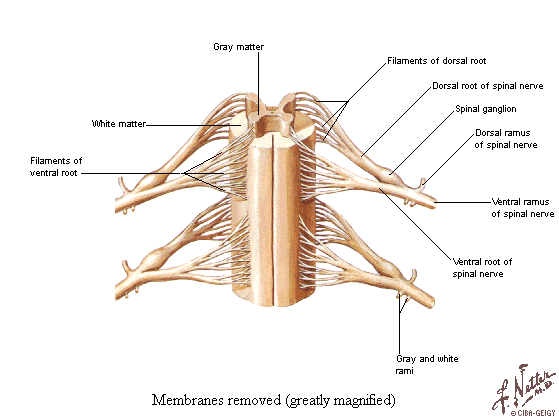 Gray matter
Filaments of dorsal root
Dorsal root of spinal nerve
Spinal ganglion
White matter
Dorsal ramus
of spinal nerve
Filaments of
ventral root
Ventral ramus
of spinal nerve
Ventral root of
spinal nerve
Gray and white
rami
Membranes removed (greatly magnified)
F. Netter
M.D.
© CIBA-GEIGY